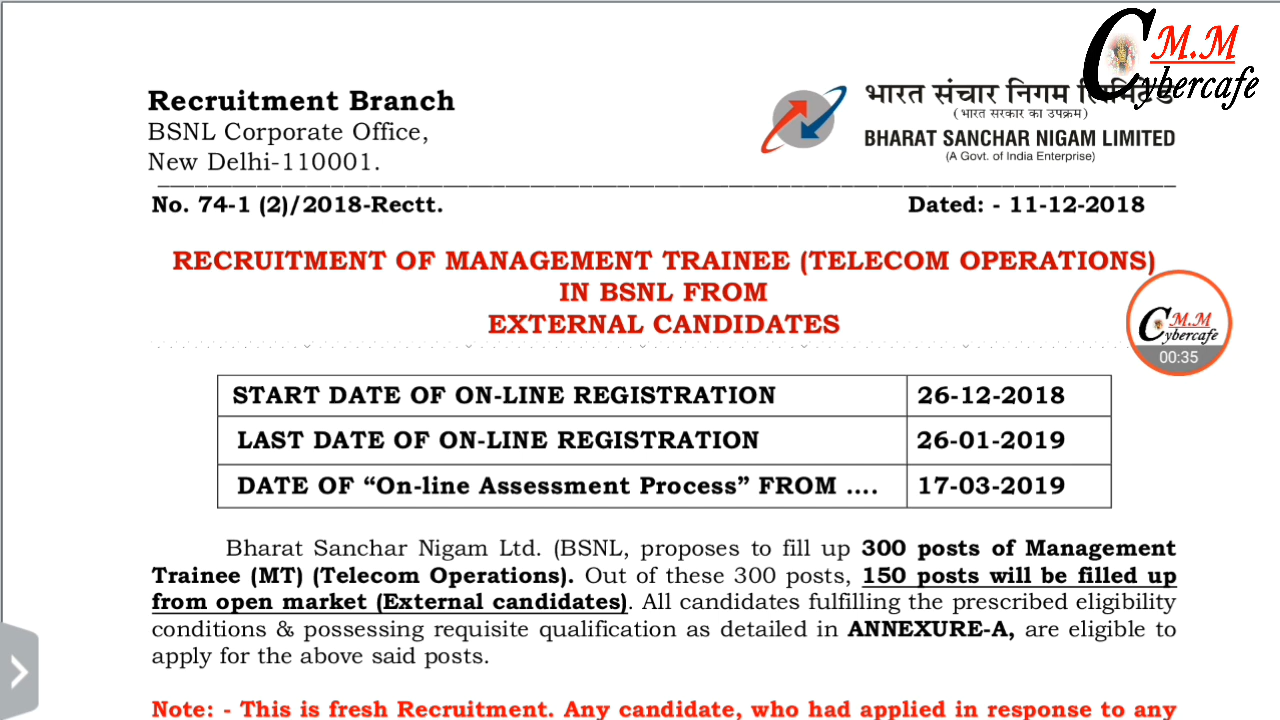 Recruitment Branch
BSNL Corporate Office,
New Delhi-110001.
भारत संचार निगम लिमिटेड
(भारत सरकार का उपक्रम)
BHARAT SANCHAR NIGAM LIMITED
(A Govt. of India Enterprise)
C M.M
ybercafe
No. 74-1 (2)/2018-Rectt. Dated: - 11-12-2018
RECRUITMENT OF MANAGEMENT TRAINEE (TELECOM OPERATIONS)
IN BSNL FROM
EXTERNAL CANDIDATES
C M.M
ybercafe
00:35
START DATE OF ON-LINE REGISTRATION 26-12-2018
LAST DATE OF ON-LINE REGISTRATION 26-01-2019
DATE OF “On-line Assessment Process” FROM .... 17-03-2019
Bharat Sanchar Nigam Ltd. (BSNL, proposes to fill up 300 posts of Management
Trainee (MT) (Telecom Operations). Out of these 300 posts, 150 posts will be filled up
from open market (External candidates). All candidates fulfilling the prescribed eligibility
conditions & possessing requisite qualification as detailed in ANNEXURE-A, are eligible to
apply for the above said posts.
Note: - This is fresh Recruitment. Any candidate, who had applied in response to any